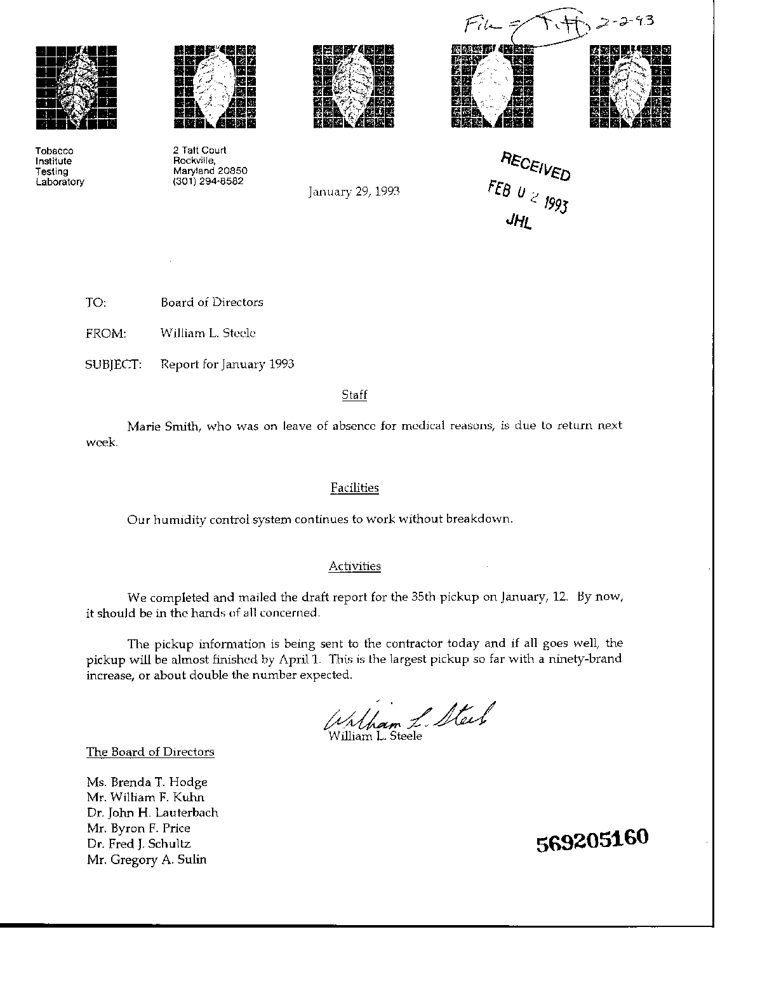 File = 2-2-93
Tobacco
Institute
Testing
Laboratory
2 Taft Court
Rockville,
Maryland 20850
(301) 294-8582
January 29, 1993
RECEIVED
FEB 02 1993
JHL
TO: Board of Directors
FROM: William L. Steele
SUBJECT: Report for January 1993
Staff
Marie Smith, who was on leave of absence for medical reasons, is due to return next
week.
Facilities
Our humidity control system continues to work without breakdown.
Activities
We completed and mailed the draft report for the 35th pickup on January, 12. By now,
it should be in the hands of all concerned.
The pickup information is being sent to the contractor today and if all goes well, the
pickup will be almost finished by April 1. This is the largest pickup so far with a ninety-brand
increase, or about double the number expected.
William L. Steele
William L. Steele
The Board of Directors
Ms. Brenda T. Hodge
Mr. William F. Kuhn
Dr. John H. Lauterbach
Mr. Byron F. Price
Dr. Fred J. Schultz
Mr. Gregory A. Sulin
569205160